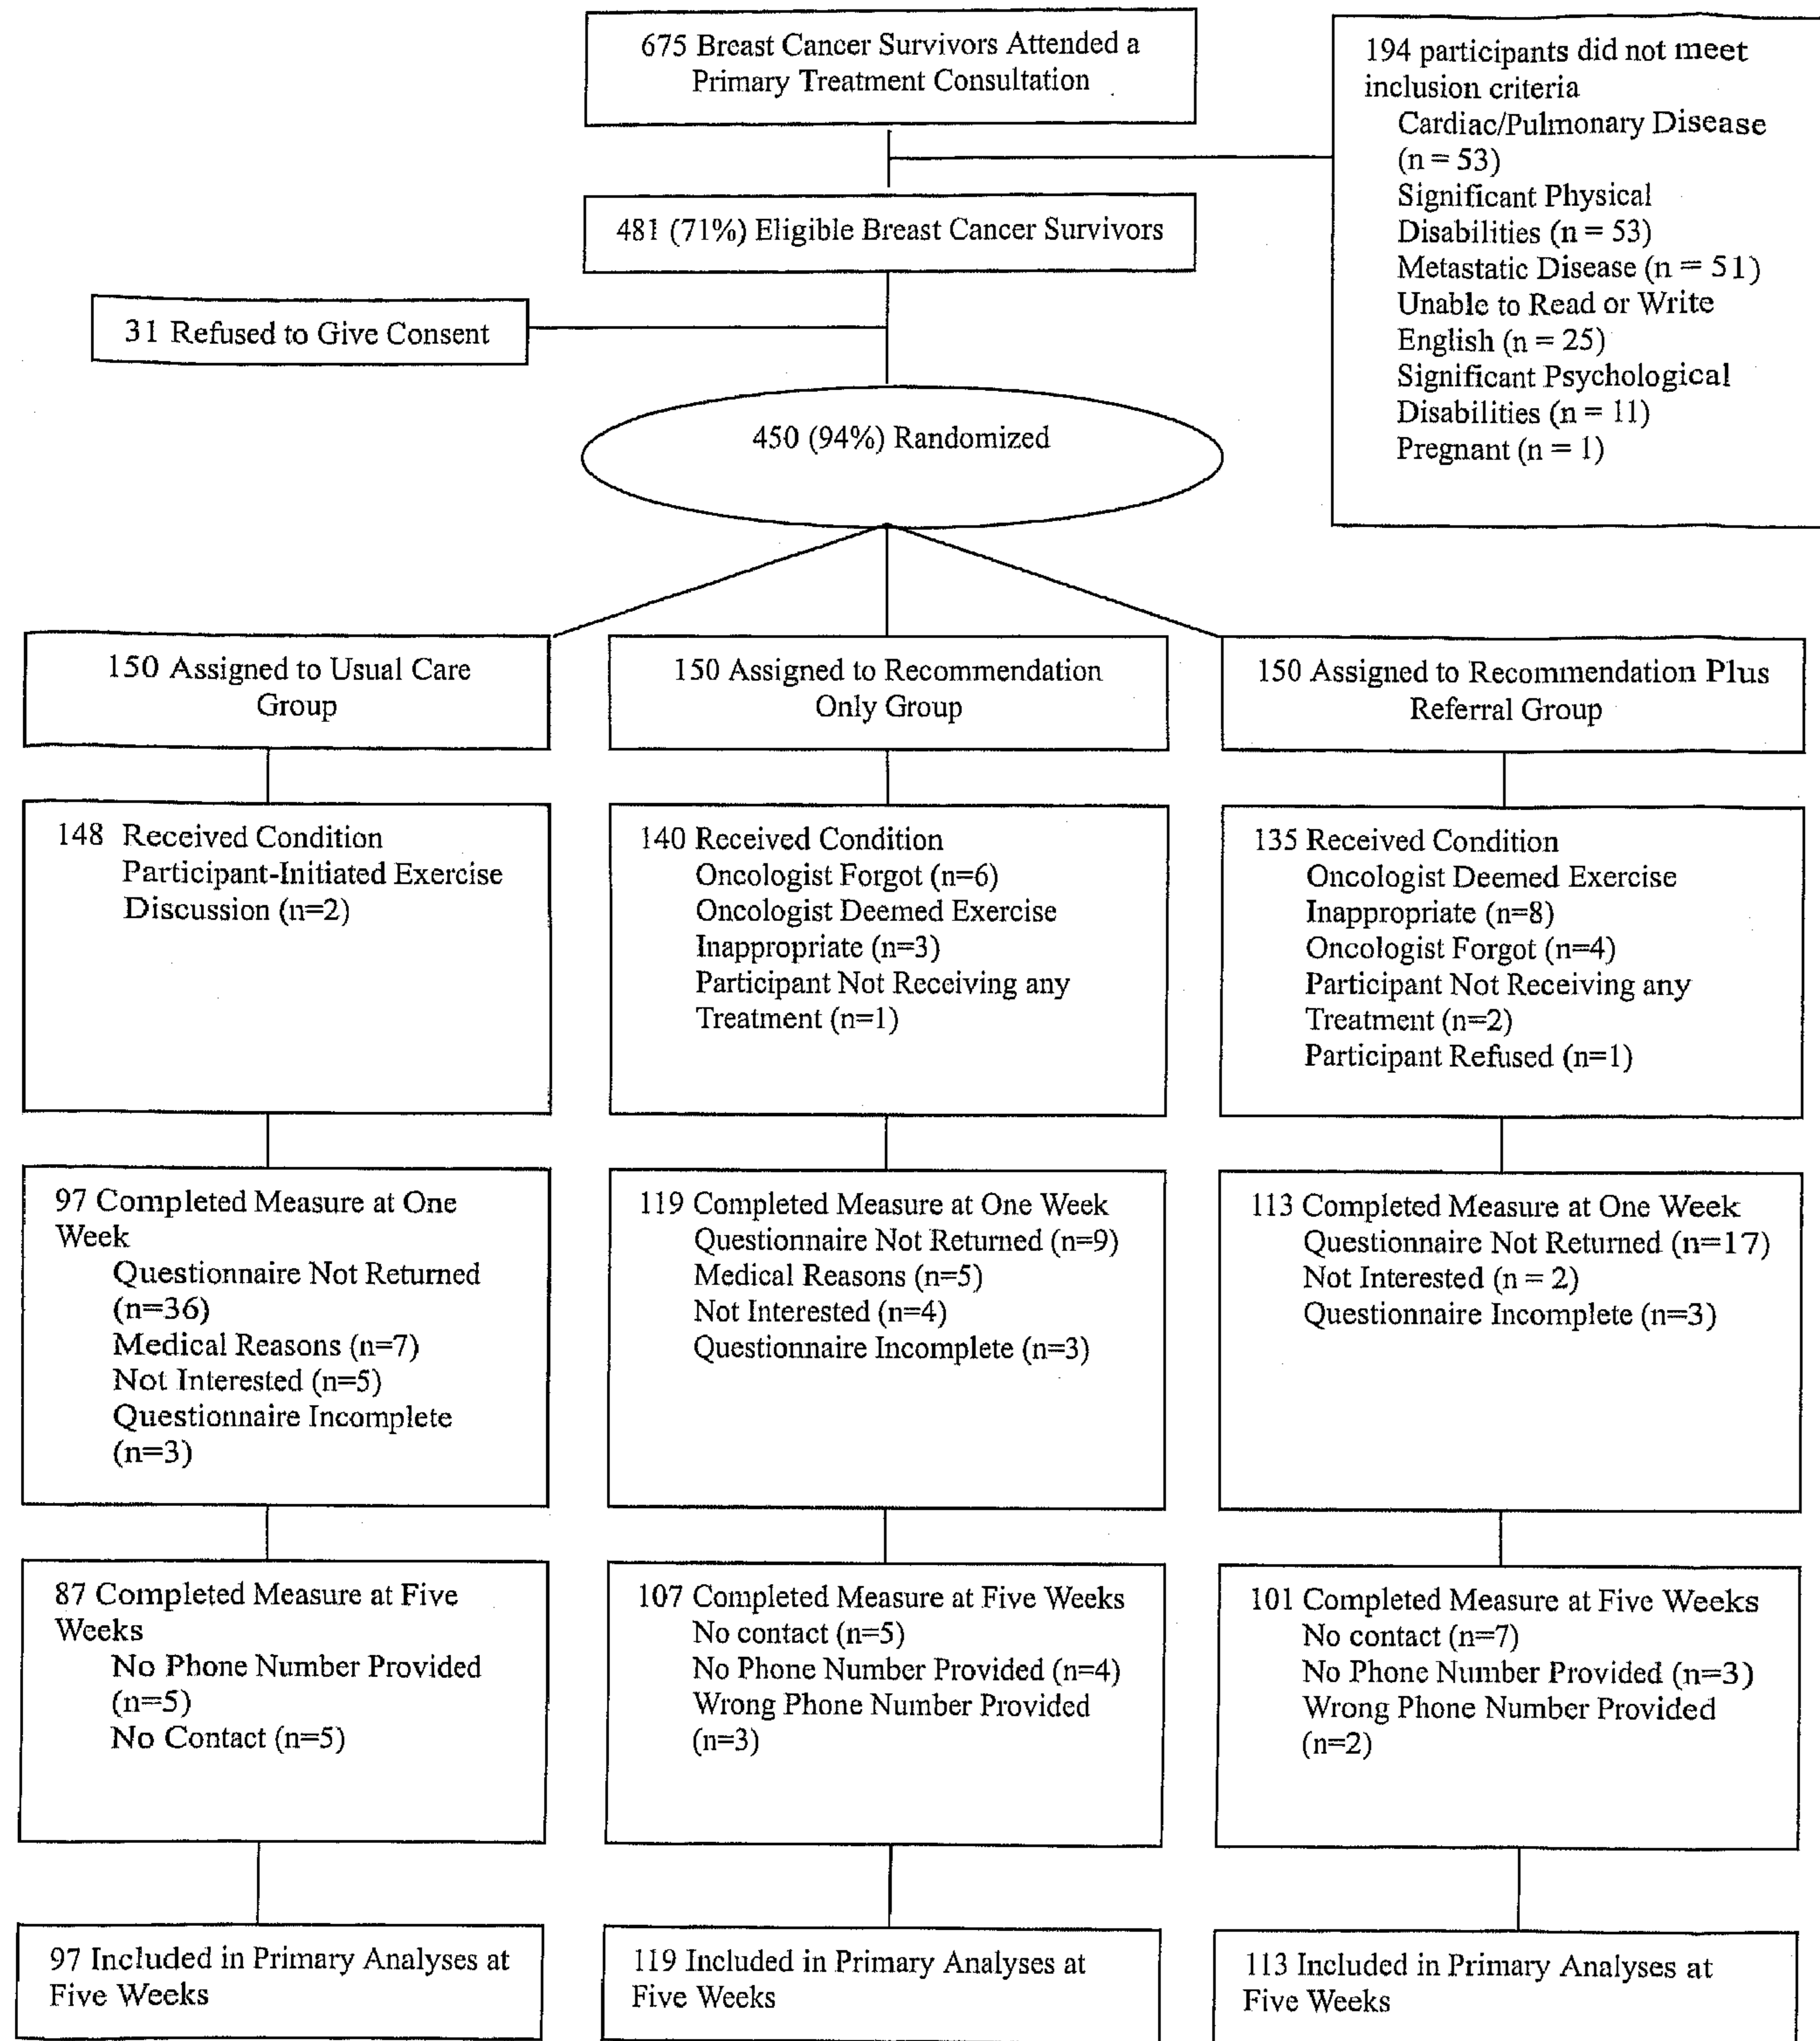 675 Breast Cancer Survivors Attended a
Primary Treatment Consultation
194 participants did not meet
inclusion criteria
Cardiac/Pulmonary Disease
(n = 53)
Significant Physical
Disabilities (n = 53)
Metastatic Disease (n = 51)
Unable to Read or Write
English (n = 25)
Significant Psychological
Disabilities (n = 11)
Pregnant (n = 1)
481 (71%) Eligible Breast Cancer Survivors
31 Refused to Give Consent
450 (94%) Randomized
150 Assigned to Usual Care
Group
150 Assigned to Recommendation
Only Group
150 Assigned to Recommendation Plus
Referral Group
148 Received Condition
Participant-Initiated Exercise
Discussion (n=2)
140 Received Condition
Oncologist Forgot (n=6)
Oncologist Deemed Exercise
Inappropriate (n=3)
Participant Not Receiving any
Treatment (n=1)
135 Received Condition
Oncologist Deemed Exercise
Inappropriate (n=8)
Oncologist Forgot (n=4)
Participant Not Receiving any
Treatment (n=2)
Participant Refused (n=1)
97 Completed Measure at One
Week
Questionnaire Not Returned
(n=36)
Medical Reasons (n=7)
Not Interested (n=5)
Questionnaire Incomplete
(n=3)
119 Completed Measure at One Week
Questionnaire Not Returned (n=9)
Medical Reasons (n=5)
Not Interested (n=4)
Questionnaire Incomplete (n=3)
113 Completed Measure at One Week
Questionnaire Not Returned (n=17)
Not Interested (n = 2)
Questionnaire Incomplete (n=3)
87 Completed Measure at Five
Weeks
No Phone Number Provided
(n=5)
No Contact (n=5)
107 Completed Measure at Five Weeks
No contact (n=5)
No Phone Number Provided (n=4)
Wrong Phone Number Provided
(n=3)
101 Completed Measure at Five Weeks
No contact (n=7)
No Phone Number Provided (n=3)
Wrong Phone Number Provided
(n=2)
97 Included in Primary Analyses at
Five Weeks
119 Included in Primary Analyses at
Five Weeks
113 Included in Primary Analyses at
Five Weeks